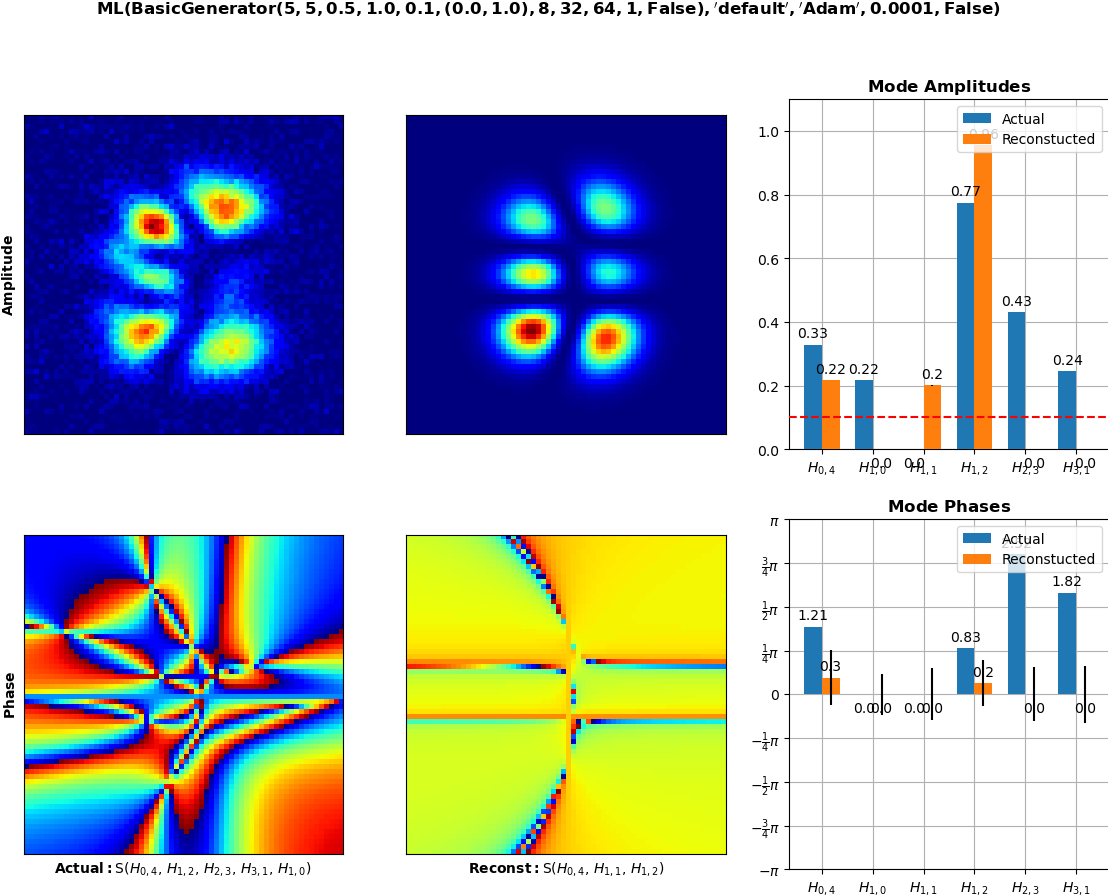 ML(BasicGenerator(5, 5, 0.5, 1.0, 0.1, (0.0, 1.0), 8, 32, 64, 1, False), ′default′, ′Adam′, 0.0001, False)
Amplitude
Mode Amplitudes
Actual
Reconstucted
1.0
0.8
0.6
0.4
0.2
0.0
0.33
0.22
0.22
0.0
0.0
0.2
0.77
0.96
0.43
0.0
0.24
0.0
H0,4 H1,0 H1,1 H1,2 H2,3 H3,1
Phase
Actual: S(H0,4, H1,2, H2,3, H3,1, H1,0)
Reconst: S(H0,4, H1,1, H1,2)
Mode Phases
Actual
Reconstucted
π
3/4π
1/2π
1/4π
0
−1/4π
−1/2π
−3/4π
−π
1.21
0.3
0.0
0.0
0.0
0.0
0.83
0.2
0.0
1.82
0.0
H0,4 H1,0 H1,1 H1,2 H2,3 H3,1